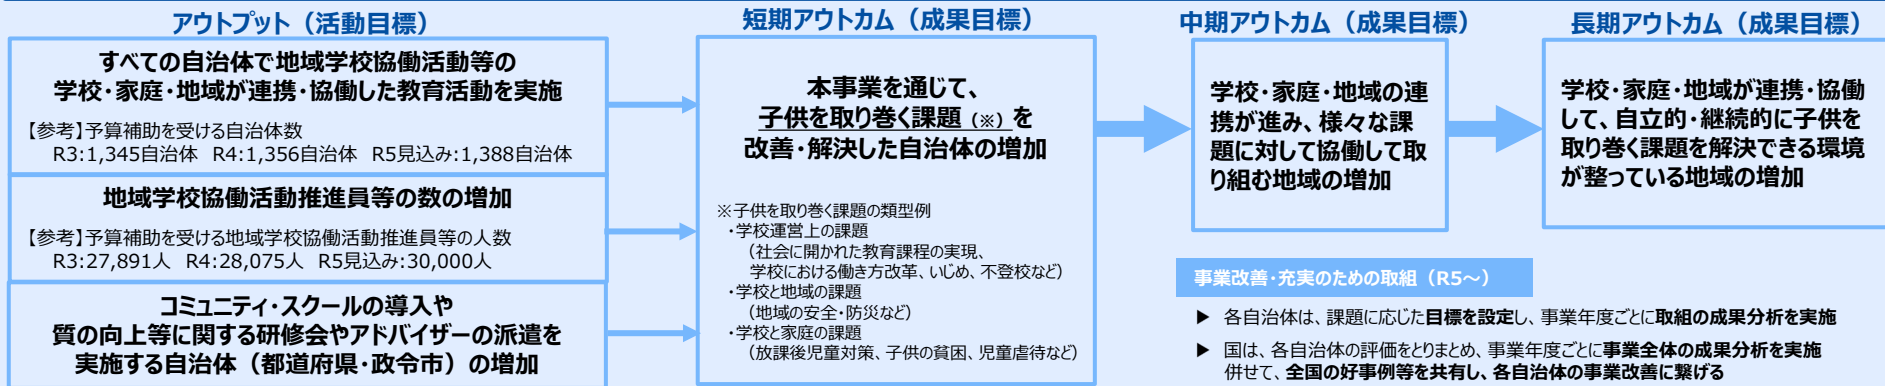 アウトプット（活動目標）
すべての自治体で地域学校協働活動等の
学校・家庭・地域が連携・協働した教育活動を実施
【参考】予算補助を受ける自治体数
R3:1,345自治体 R4:1,356自治体 R5見込み:1,388自治体
地域学校協働活動推進員等の数の増加
【参考】予算補助を受ける地域学校協働活動推進員等の人数
R3:27,891人 R4:28,075人 R5見込み:30,000人
コミュニティ・スクールの導入や
質の向上等に関する研修会やアドバイザーの派遣を
実施する自治体（都道府県・政令市）の増加
短期アウトカム（成果目標）
本事業を通じて、
子供を取り巻く課題（※）を
改善・解決した自治体の増加
※子供を取り巻く課題の類型例
・学校運営上の課題
（社会に開かれた教育課程の実現、
学校における働き方改革、いじめ、不登校など）
・学校と地域の課題
（地域の安全・防災など）
・学校と家庭の課題
（放課後児童対策、子供の貧困、児童虐待など）
中期アウトカム（成果目標）
学校・家庭・地域の連
携が進み、様々な課
題に対して協働して取
り組む地域の増加
長期アウトカム（成果目標）
学校・家庭・地域が連携・協働
して、自立的・継続的に子供を
取り巻く課題を解決できる環境
が整っている地域の増加
事業改善・充実のための取組（R5～）
▶ 各自治体は、課題に応じた目標を設定し、事業年度ごとに取組の成果分析を実施
▶ 国は、各自治体の評価をとりまとめ、事業年度ごとに事業全体の成果分析を実施
併せて、全国の好事例等を共有し、各自治体の事業改善に繋げる